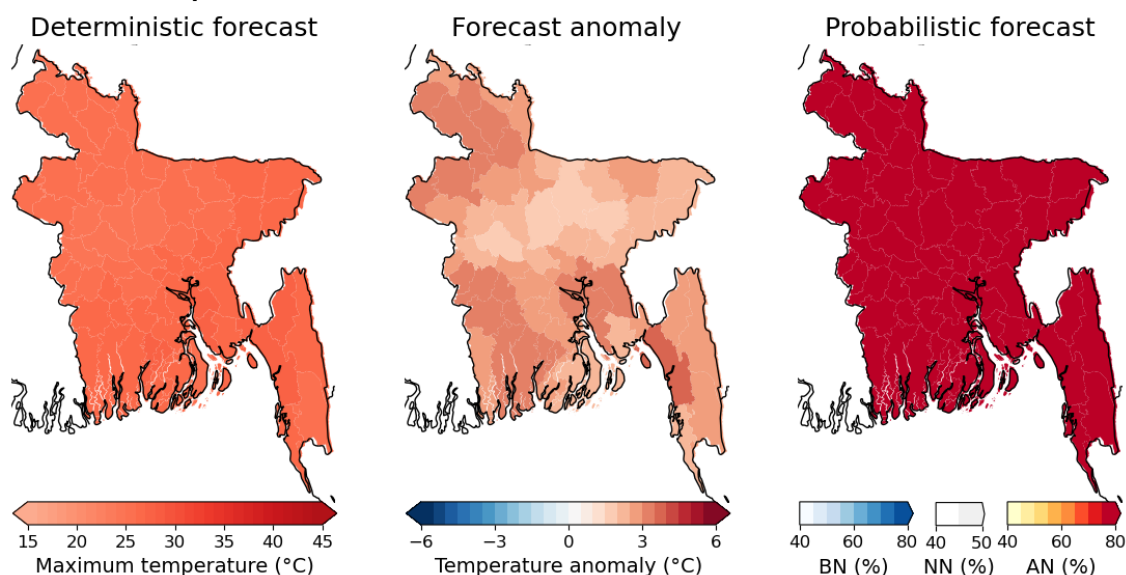 Deterministic forecast
Forecast anomaly
Probabilistic forecast
15 20 25 30 35 40 45
Maximum temperature (°C)
−6 −3 0 3 6
Temperature anomaly (°C)
40 60 80
BN (%)
40 50
NN (%)
40 60 80
AN (%)